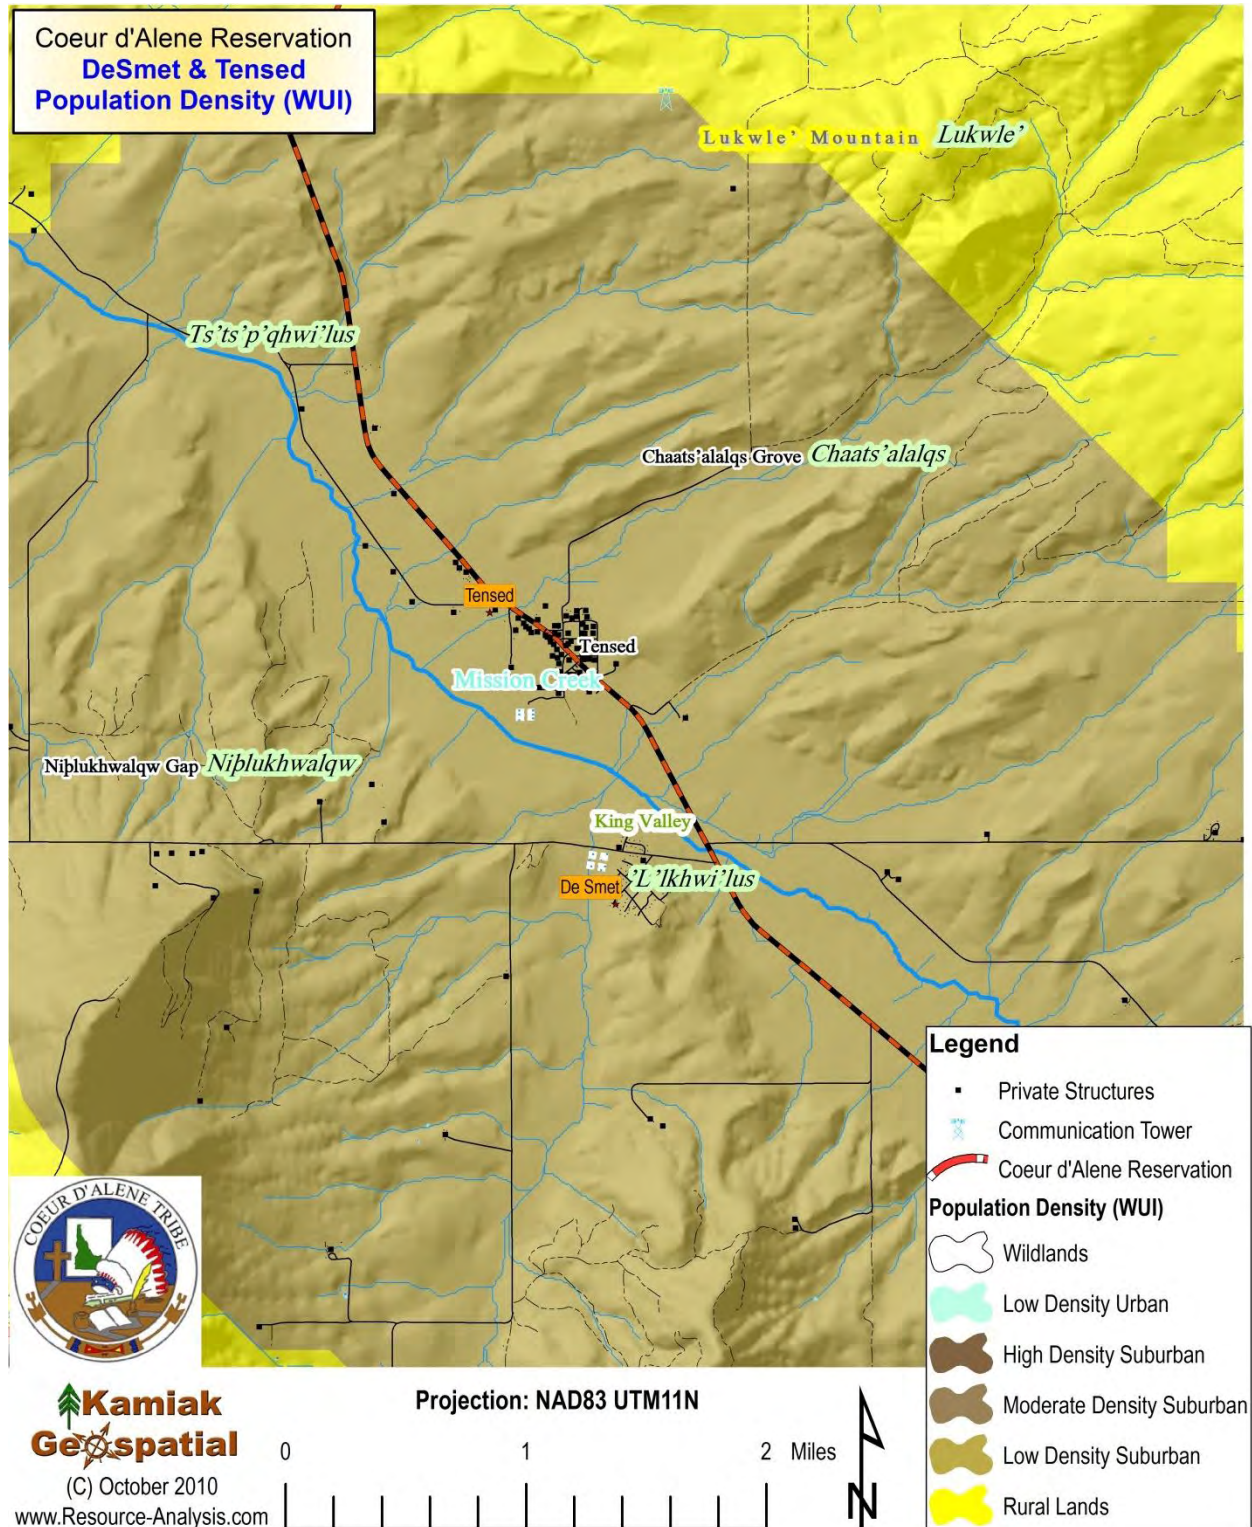 Coeur d'Alene Reservation
DeSmet & Tensed
Population Density (WUI)
Lukwle' Mountain Lukwle'
Ts'ts'p'qhwi'lus
Chaats'alalqs Grove Chaats'alalqs
Tensed
Tensed
Mission Creek
Niþlukhwalqw Gap Niþlukhwalqw
King Valley
'L'lkhwi'lus
De Smet
Legend
Private Structures
Communication Tower
Coeur d'Alene Reservation
Population Density (WUI)
Wildlands
Low Density Urban
High Density Suburban
Moderate Density Suburban
Low Density Suburban
Rural Lands
COEUR D'ALENE TRIBE
Kamiak
Geospatial
(C) October 2010
www.Resource-Analysis.com
Projection: NAD83 UTM11N
0 1 2 Miles
N